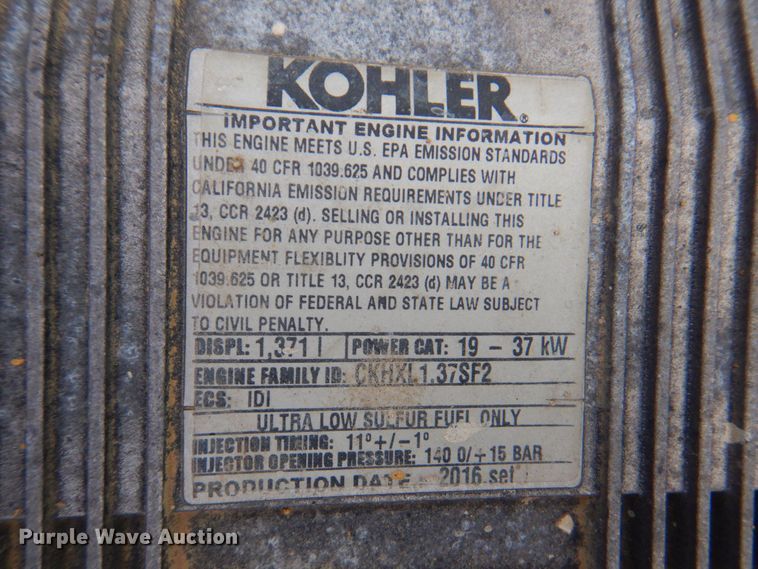 KOHLER®
IMPORTANT ENGINE INFORMATION
THIS ENGINE MEETS U.S. EPA EMISSION STANDARDS
UNDER 40 CFR 1039.625 AND COMPLIES WITH
CALIFORNIA EMISSION REQUIREMENTS UNDER TITLE
13, CCR 2423 (d). SELLING OR INSTALLING THIS
ENGINE FOR ANY PURPOSE OTHER THAN FOR THE
EQUIPMENT FLEXIBLITY PROVISIONS OF 40 CFR
1039.625 OR TITLE 13, CCR 2423 (d) MAY BE A
VIOLATION OF FEDERAL AND STATE LAW SUBJECT
TO CIVIL PENALTY.
DISPL: 1,371 l POWER CAT: 19 - 37 kW
ENGINE FAMILY ID: CKHXL1.37SF2
ECS: IDI
ULTRA LOW SULFUR FUEL ONLY
INJECTION TIMING: 11°+/-1°
INJECTOR OPENING PRESSURE: 140 0/+15 BAR
PRODUCTION DATE 2016 set
Purple Wave Auction